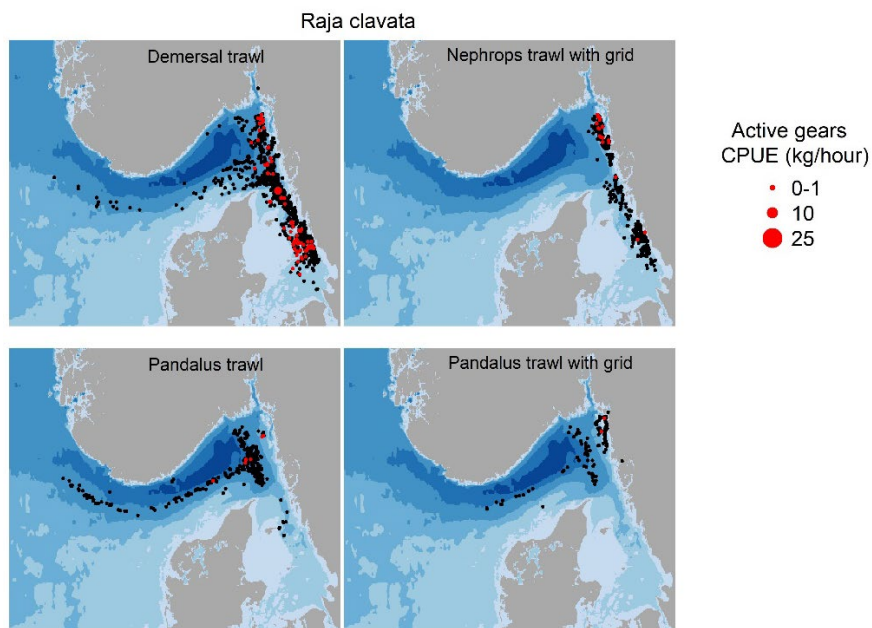 Raja clavata
Demersal trawl
Nephrops trawl with grid
Active gears
CPUE (kg/hour)
0-1
10
25
Pandalus trawl
Pandalus trawl with grid